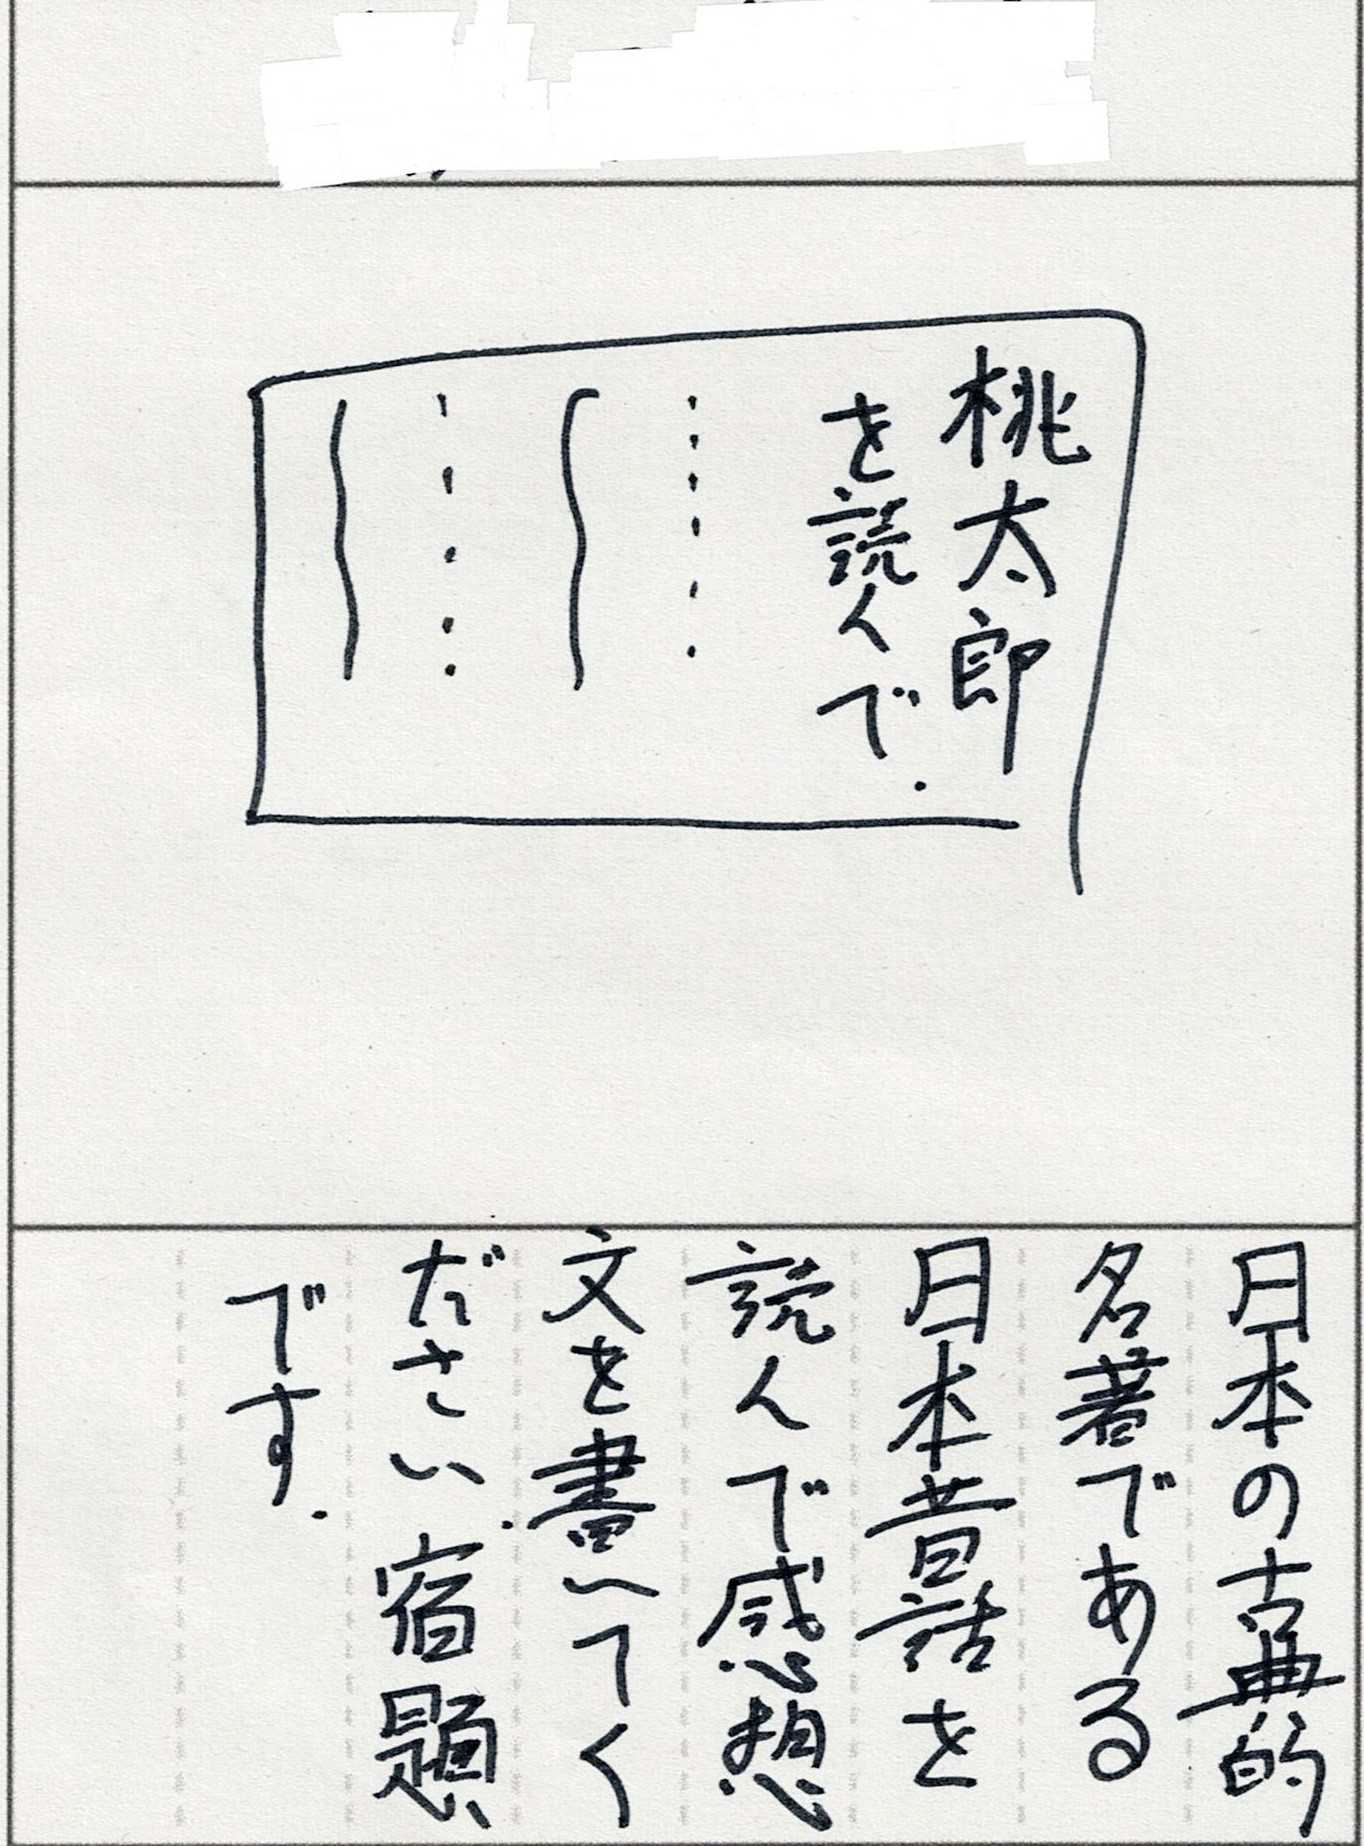 桃太郎
を読んで.
日本の古典的
名著である
日本昔話を
読んで感想
文を書いてく
ださい.宿題
です.